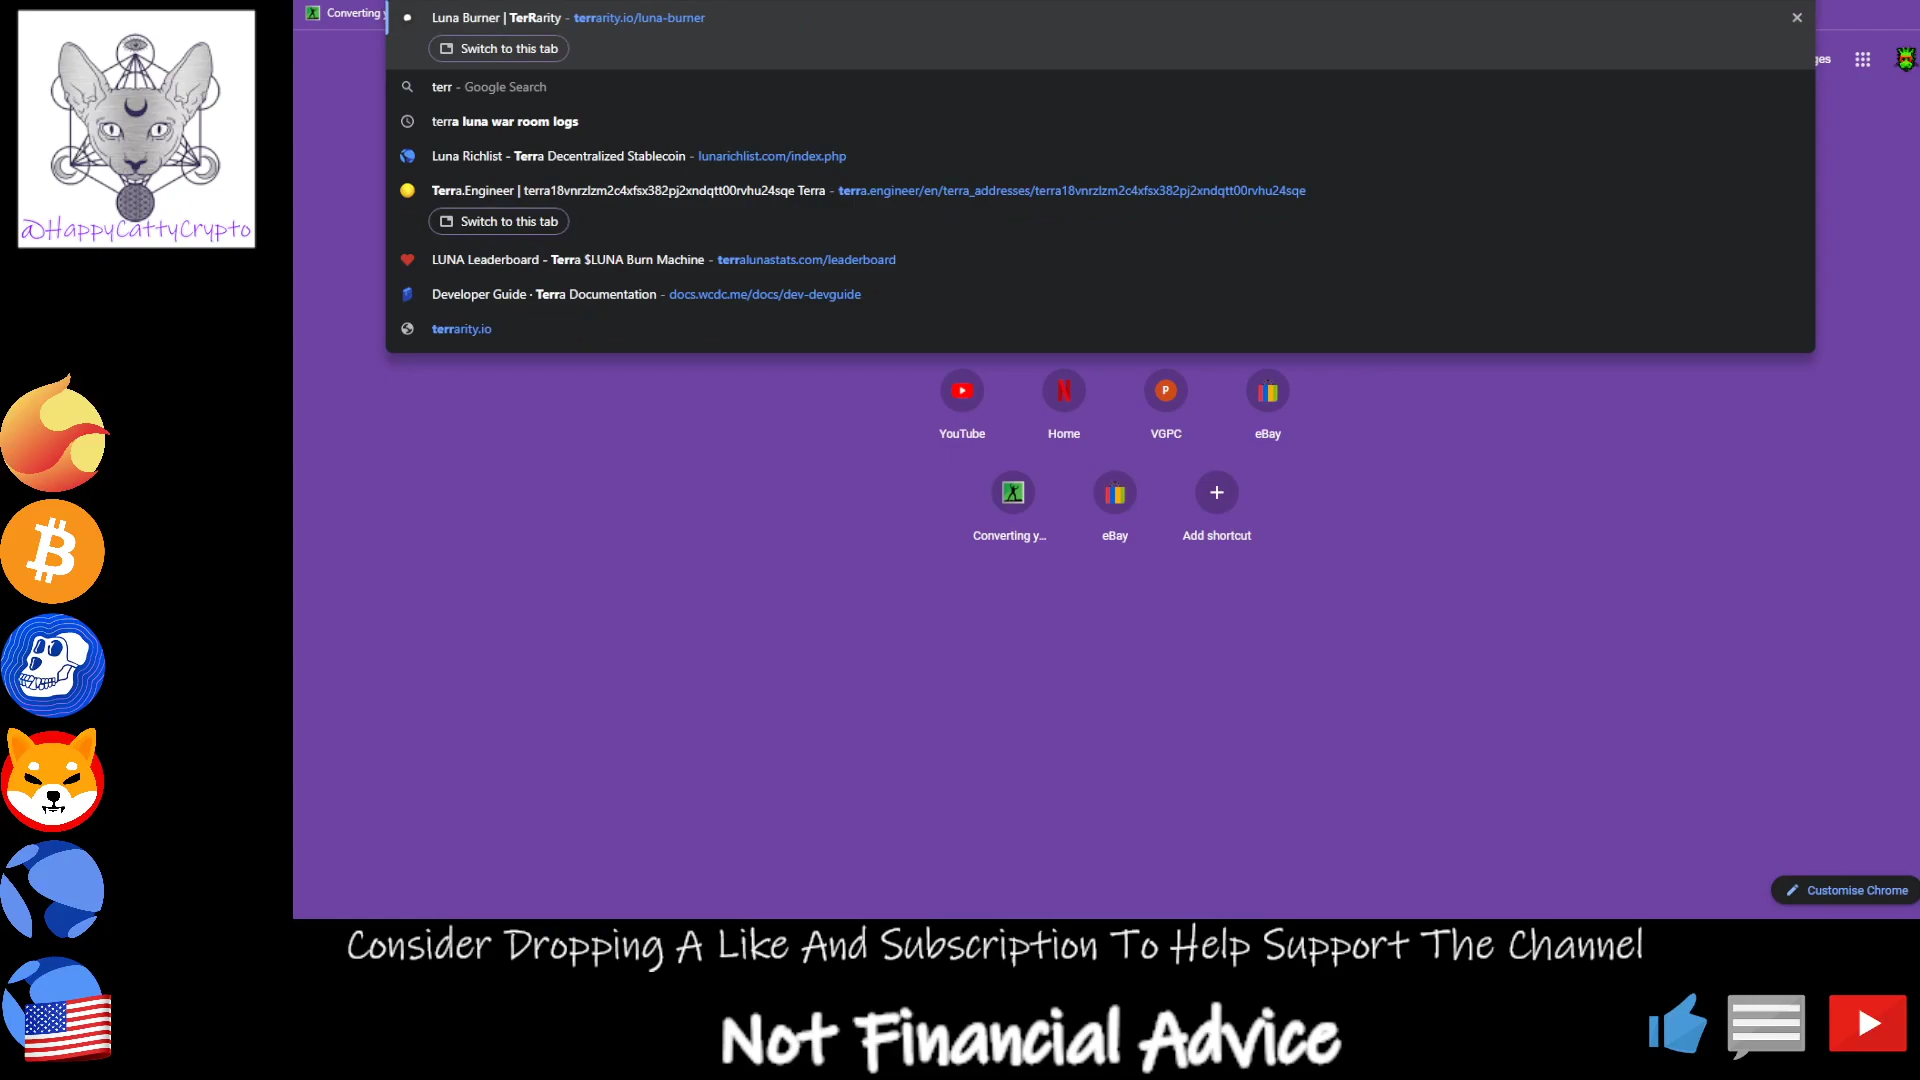 Converting y
Luna Burner | TerRarity - terrarity.io/luna-burner
Switch to this tab
terr - Google Search
terra luna war room logs
Luna Richlist - Terra Decentralized Stablecoin - lunarichlist.com/index.php
Terra.Engineer | terra18vnrzlzm2c4xfsx382pj2xndqtt00rvhu24sqe Terra - terra.engineer/en/terra_addresses/terra18vnrzlzm2c4xfsx382pj2xndqtt00rvhu24sqe
Switch to this tab
LUNA Leaderboard - Terra $LUNA Burn Machine - terralunastats.com/leaderboard
Developer Guide · Terra Documentation - docs.wcdc.me/docs/dev-devguide
terrarity.io
ges
@HappyCattyCrypto
YouTube
Home
P
VGPC
eBay
Converting y...
eBay
Add shortcut
Customise Chrome
Consider Dropping A Like And Subscription To Help Support The Channel
Not Financial Advice